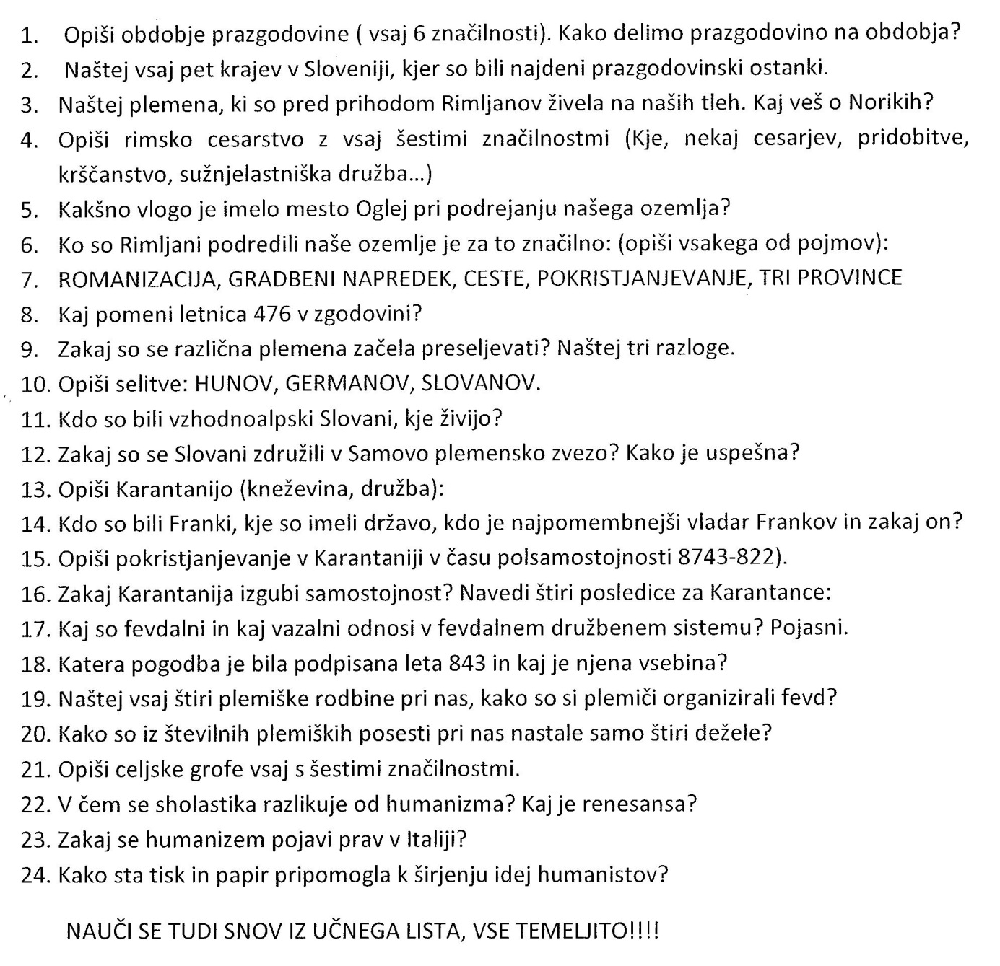 1. Opiši obdobje prazgodovine ( vsaj 6 značilnosti). Kako delimo prazgodovino na obdobja?
2. Naštej vsaj pet krajev v Sloveniji, kjer so bili najdeni prazgodovinski ostanki.
3. Naštej plemena, ki so pred prihodom Rimljanov živela na naših tleh. Kaj veš o Norikih?
4. Opiši rimsko cesarstvo z vsaj šestimi značilnostmi (Kje, nekaj cesarjev, pridobitve,
krščanstvo, sužnjelastniška družba...)
5. Kakšno vlogo je imelo mesto Oglej pri podrejanju našega ozemlja?
6. Ko so Rimljani podredili naše ozemlje je za to značilno: (opiši vsakega od pojmov):
7. ROMANIZACIJA, GRADBENI NAPREDEK, CESTE, POKRISTJANJEVANJE, TRI PROVINCE
8. Kaj pomeni letnica 476 v zgodovini?
9. Zakaj so se različna plemena začela preseljevati? Naštej tri razloge.
10. Opiši selitve: HUNOV, GERMANOV, SLOVANOV.
11. Kdo so bili vzhodnoalpski Slovani, kje živijo?
12. Zakaj so se Slovani združili v Samovo plemensko zvezo? Kako je uspešna?
13. Opiši Karantanijo (kneževina, družba):
14. Kdo so bili Franki, kje so imeli državo, kdo je najpomembnejši vladar Frankov in zakaj on?
15. Opiši pokristjanjevanje v Karantaniji v času polsamostojnosti 8743-822).
16. Zakaj Karantanija izgubi samostojnost? Navedi štiri posledice za Karantance:
17. Kaj so fevdalni in kaj vazalni odnosi v fevdalnem družbenem sistemu? Pojasni.
18. Katera pogodba je bila podpisana leta 843 in kaj je njena vsebina?
19. Naštej vsaj štiri plemiške rodbine pri nas, kako so si plemiči organizirali fevd?
20. Kako so iz številnih plemiških posesti pri nas nastale samo štiri dežele?
21. Opiši celjske grofe vsaj s šestimi značilnostmi.
22. V čem se sholastika razlikuje od humanizma? Kaj je renesansa?
23. Zakaj se humanizem pojavi prav v Italiji?
24. Kako sta tisk in papir pripomogla k širjenju idej humanistov?
NAUČI SE TUDI SNOV IZ UČNEGA LISTA, VSE TEMELJITO!!!!